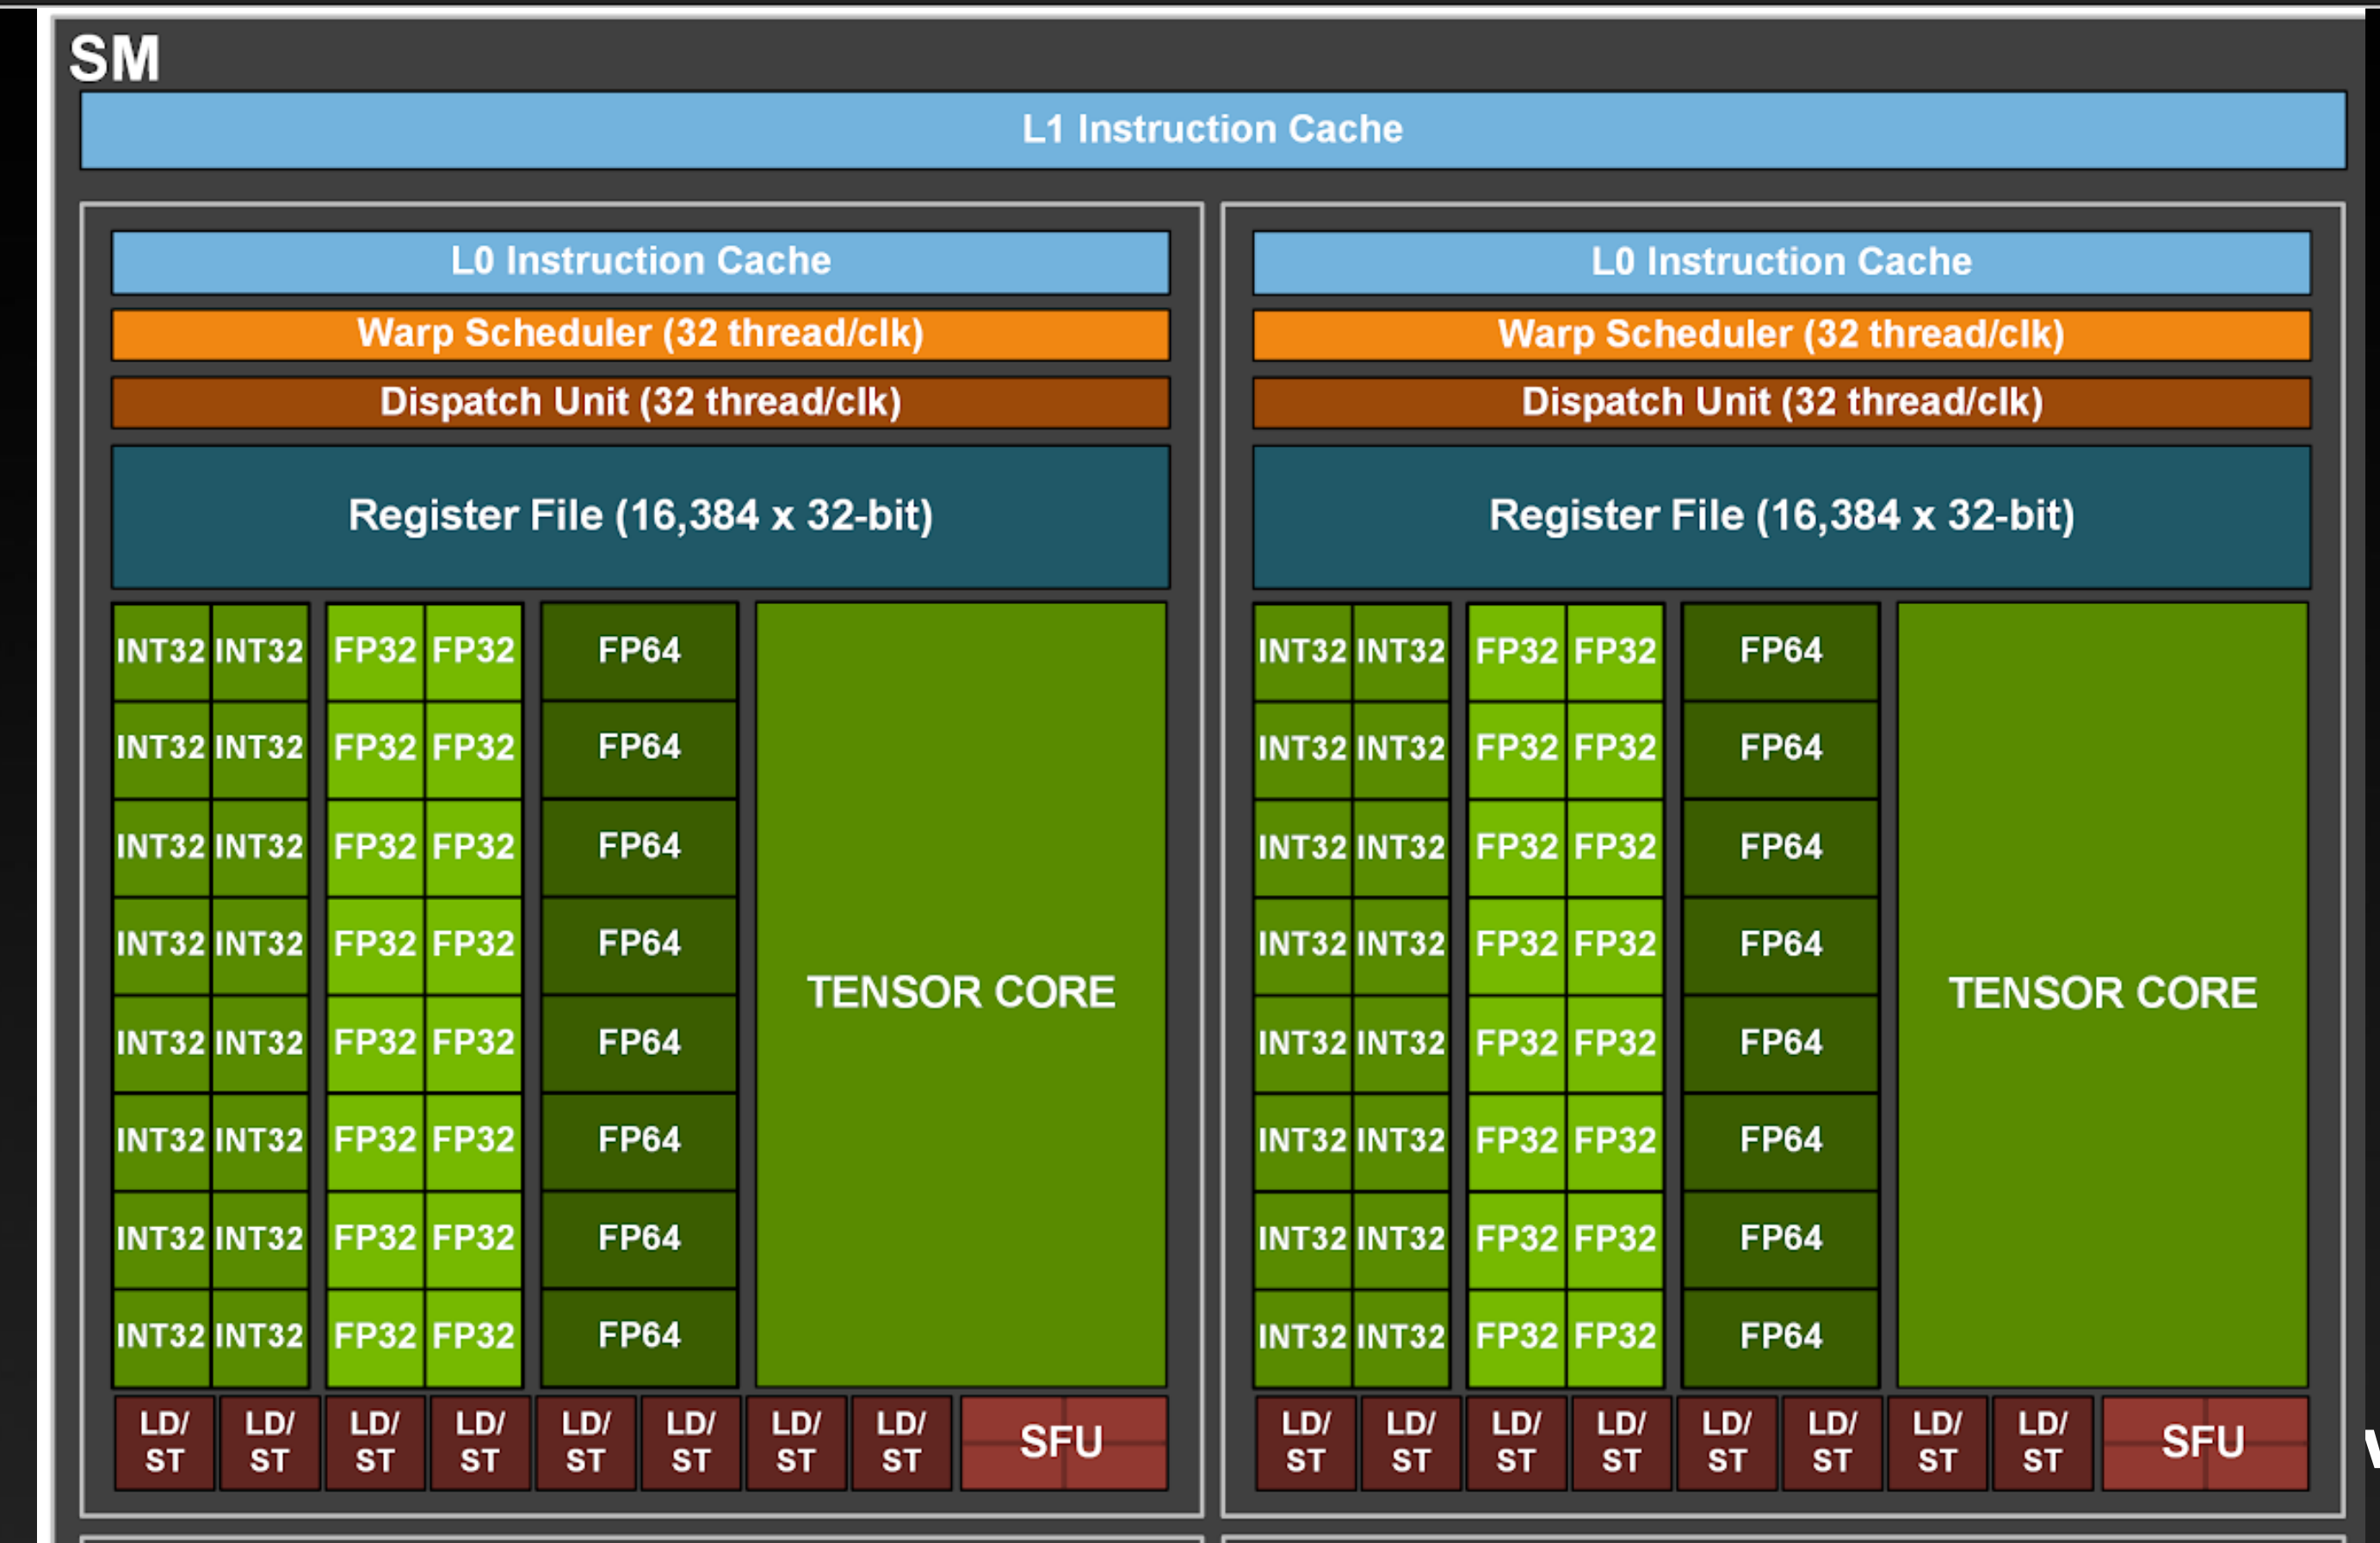 SM
L1 Instruction Cache
L0 Instruction Cache
Warp Scheduler (32 thread/clk)
Dispatch Unit (32 thread/clk)
Register File (16,384 x 32-bit)
INT32 INT32 FP32 FP32 FP64
INT32 INT32 FP32 FP32 FP64
INT32 INT32 FP32 FP32 FP64
INT32 INT32 FP32 FP32 FP64
INT32 INT32 FP32 FP32 FP64
INT32 INT32 FP32 FP32 FP64
INT32 INT32 FP32 FP32 FP64
INT32 INT32 FP32 FP32 FP64
TENSOR CORE
LD/ LD/ LD/ LD/ LD/ LD/ LD/ LD/
ST ST ST ST ST ST ST ST
SFU
L0 Instruction Cache
Warp Scheduler (32 thread/clk)
Dispatch Unit (32 thread/clk)
Register File (16,384 x 32-bit)
INT32 INT32 FP32 FP32 FP64
INT32 INT32 FP32 FP32 FP64
INT32 INT32 FP32 FP32 FP64
INT32 INT32 FP32 FP32 FP64
INT32 INT32 FP32 FP32 FP64
INT32 INT32 FP32 FP32 FP64
INT32 INT32 FP32 FP32 FP64
INT32 INT32 FP32 FP32 FP64
TENSOR CORE
LD/ LD/ LD/ LD/ LD/ LD/ LD/ LD/
ST ST ST ST ST ST ST ST
SFU